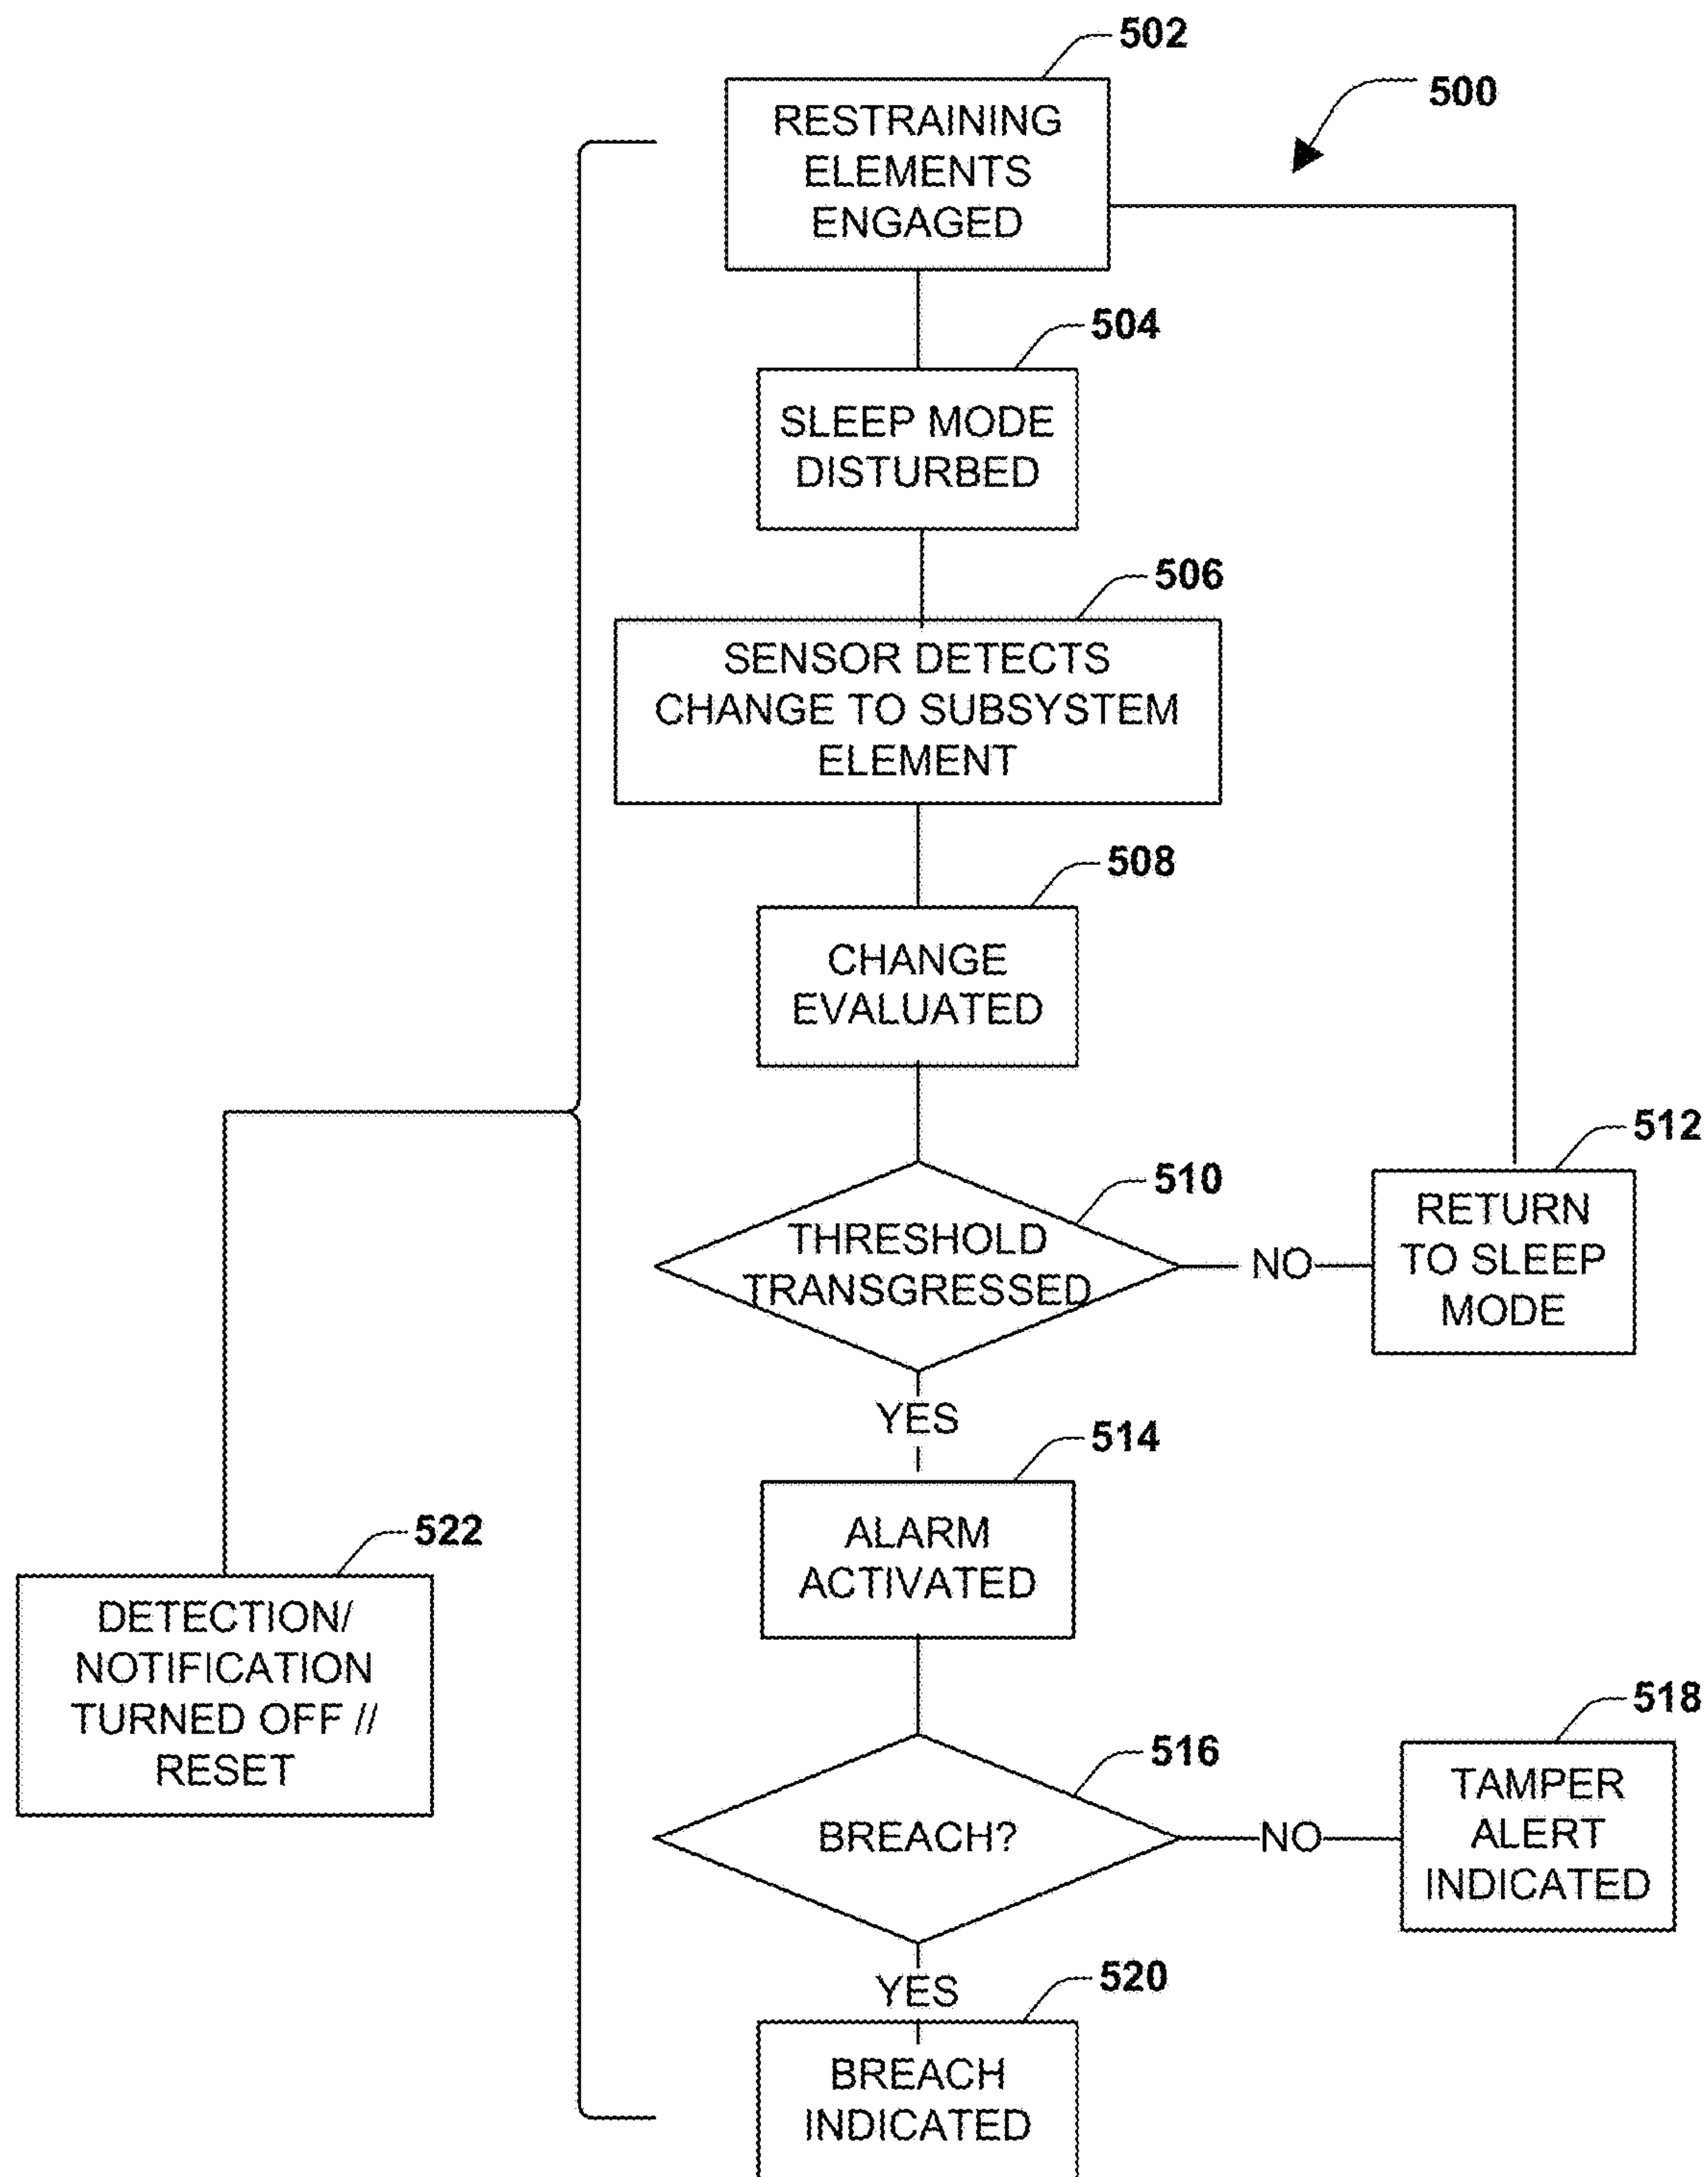 502
500
RESTRAINING
ELEMENTS
ENGAGED
504
SLEEP MODE
DISTURBED
506
SENSOR DETECTS
CHANGE TO SUBSYSTEM
ELEMENT
508
CHANGE
EVALUATED
510
THRESHOLD
TRANSGRESSED
NO
512
RETURN
TO SLEEP
MODE
YES
514
ALARM
ACTIVATED
522
DETECTION/
NOTIFICATION
TURNED OFF //
RESET
516
BREACH?
NO
518
TAMPER
ALERT
INDICATED
YES
520
BREACH
INDICATED